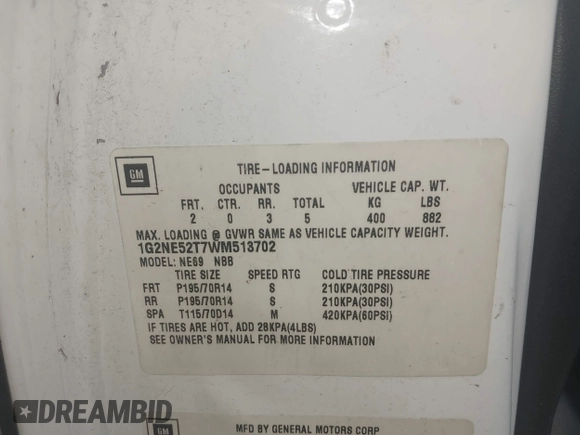 GM
TIRE-LOADING INFORMATION
OCCUPANTS VEHICLE CAP. WT.
FRT. CTR. RR. TOTAL KG LBS
2 0 3 5 400 882
MAX. LOADING @ GVWR SAME AS VEHICLE CAPACITY WEIGHT.
1G2NE52T7WM513702
MODEL: NE69 NBB
TIRE SIZE SPEED RTG COLD TIRE PRESSURE
FRT P195/70R14 S 210KPA(30PSI)
RR P195/70R14 S 210KPA(30PSI)
SPA T115/70D14 M 420KPA(60PSI)
IF TIRES ARE HOT, ADD 28KPA(4LBS)
SEE OWNER'S MANUAL FOR MORE INFORMATION
GM
MFD BY GENERAL MOTORS CORP
DREAMBID